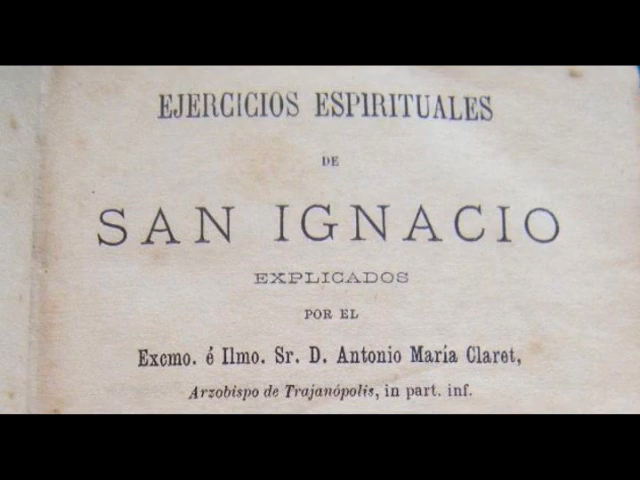 EJERCICIOS ESPIRITUALES
DE
SAN IGNACIO
EXPLICADOS
POR EL
Excmo. é Ilmo. Sr. D. Antonio María Claret,
Arzobispo de Trajanópolis, in part. inf.